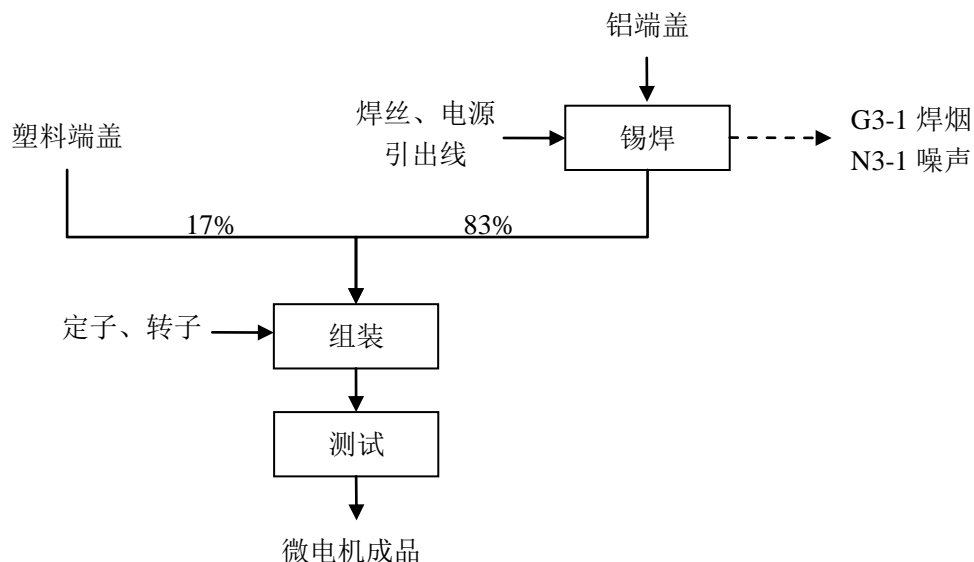 铝端盖
焊丝、电源
引出线
锡焊
G3-1 焊烟
N3-1 噪声
塑料端盖
17%
83%
定子、转子
组装
测试
微电机成品